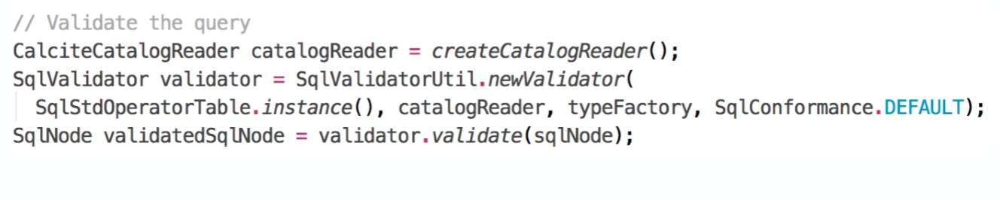 // Validate the query
CalciteCatalogReader catalogReader = createCatalogReader();
SqlValidator validator = SqlValidatorUtil.newValidator(
  SqlStdOperatorTable.instance(), catalogReader, typeFactory, SqlConformance.DEFAULT);
SqlNode validatedSqlNode = validator.validate(sqlNode);